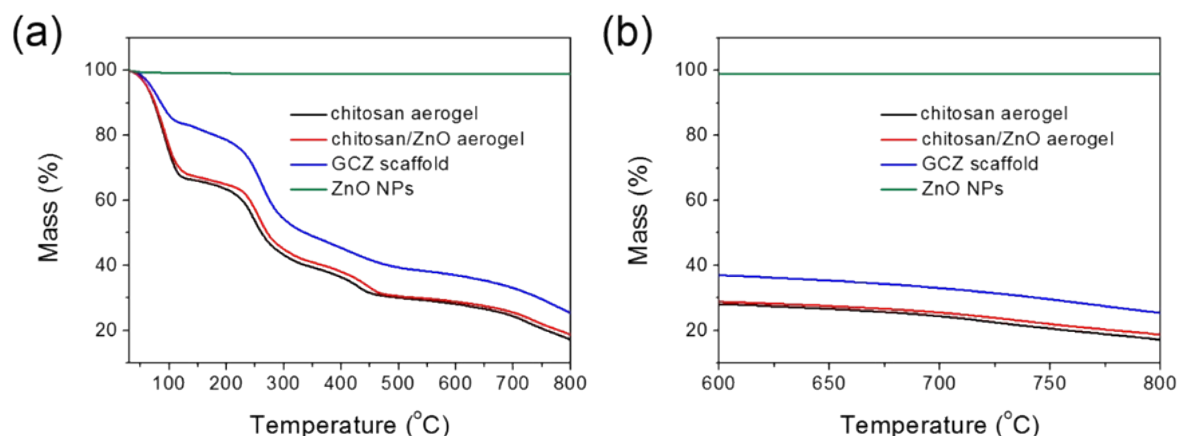 (a)
Mass (%)
100
80
60
40
20
chitosan aerogel
chitosan/ZnO aerogel
GCZ scaffold
ZnO NPs
100 200 300 400 500 600 700 800
Temperature (°C)
(b)
Mass (%)
100
80
60
40
20
chitosan aerogel
chitosan/ZnO aerogel
GCZ scaffold
ZnO NPs
600 650 700 750 800
Temperature (°C)